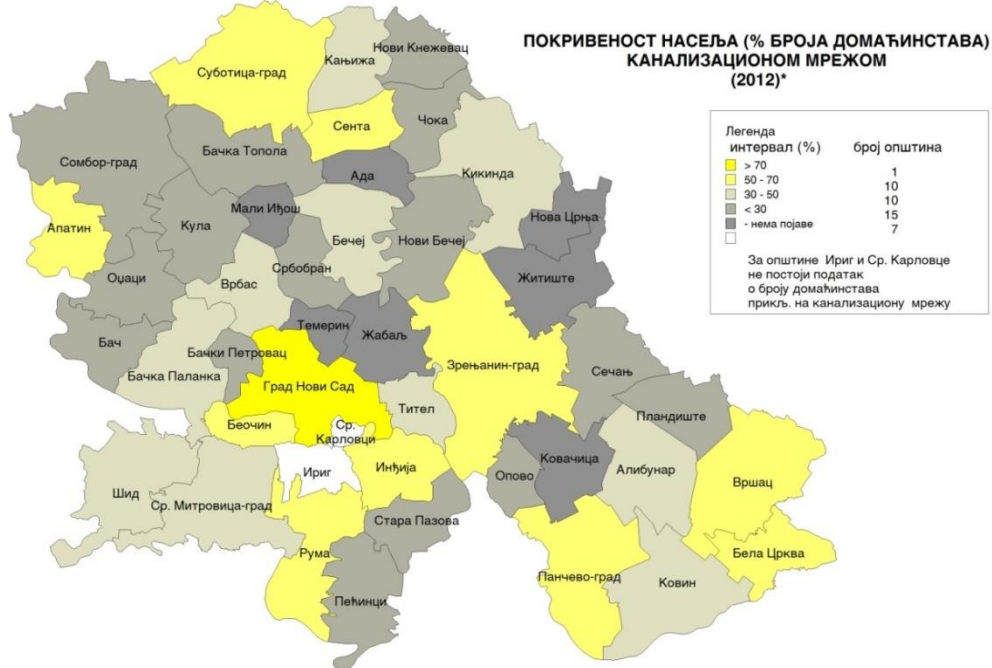 ПОКРИВЕНОСТ НАСЕЉА (% БРОЈА ДОМАЋИНСТАВА)
КАНАЛИЗАЦИОНОМ МРЕЖОМ
(2012)*
Легенда
интервал (%) број општина
> 70 1
50 - 70 10
30 - 50 10
< 30 15
- нема појаве 7
За општине Ириг и Ср. Карловце
не постоји податак
о броју домаћинстава
прикљ. на канализациону мрежу
Нови Кнежевац
Кањижа
Суботица-град
Чока
Сента
Бачка Топола
Сомбор-град
Ада
Кикинда
Мали Иђош
Нова Црња
Апатин
Кула
Бечеј
Нови Бечеј
Србобран
Оџаци
Житиште
Врбас
Темерин
Жабаљ
Бач
Бачки Петровац
Зрењанин-град
Сечањ
Бачка Паланка
Град Нови Сад
Тител
Пландиште
Беочин
Ср.
Карловци
Ковачица
Ириг
Инђија
Опово
Алибунар
Вршац
Шид
Ср. Митровица-град
Стара Пазова
Рума
Бела Црква
Панчево-град
Ковин
Пећинци